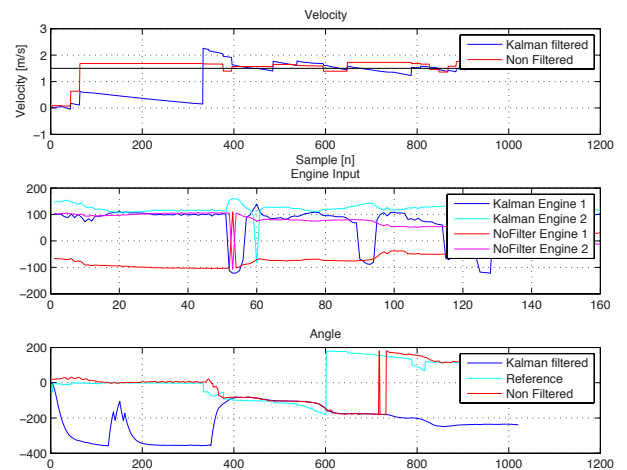 Velocity
Velocity [m/s]
3
2
1
0
−1
Kalman filtered
Non Filtered
0 200 400 600 800 1000 1200
Sample [n]
Engine Input
200
100
0
−100
−200
Kalman Engine 1
Kalman Engine 2
NoFilter Engine 1
NoFilter Engine 2
0 20 40 60 80 100 120 140 160
Angle
200
0
−200
−400
Kalman filtered
Reference
Non Filtered
0 200 400 600 800 1000 1200